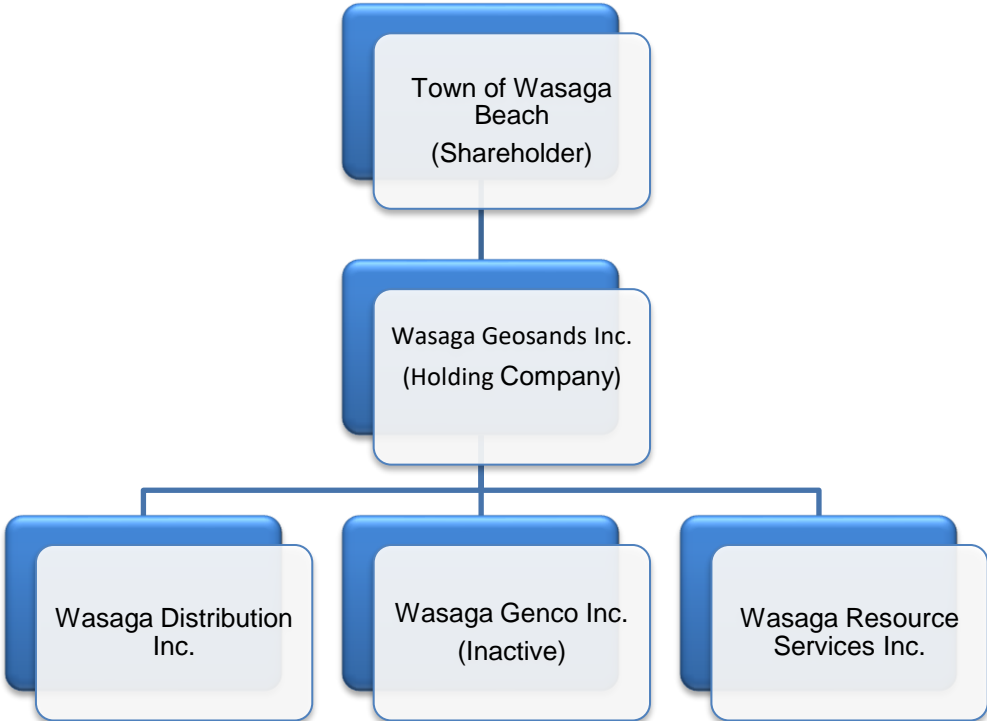 Town of Wasaga
Beach
(Shareholder)
Wasaga Geosands Inc.
(Holding Company)
Wasaga Distribution
Inc.
Wasaga Genco Inc.
(Inactive)
Wasaga Resource
Services Inc.